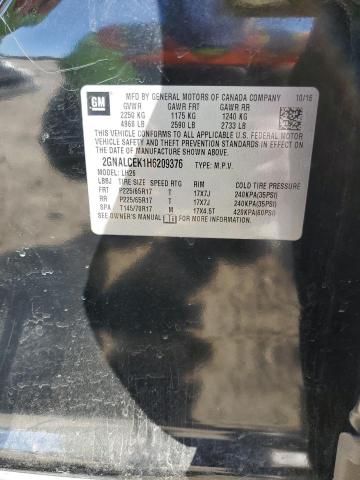 GM
MFD BY GENERAL MOTORS OF CANADA COMPANY 10/16
GVWR GAWR FRT GAWR RR
2250 KG 1175 KG 1240 KG
4960 LB 2590 LB 2733 LB
THIS VEHICLE CONFORMS TO ALL APPLICABLE U.S. FEDERAL MOTOR
VEHICLE SAFETY, BUMPER, AND THEFT PREVENTION STANDARDS
IN EFFECT ON THE DATE OF MANUFACTURE SHOWN ABOVE.
2GNALCEK1H6209376 TYPE: M.P.V.
MODEL: LH26
TIRE SIZE SPEED RTG RIM COLD TIRE PRESSURE
FRT P225/65R17 T 17X7J 240KPA(35PSI)
RR P225/65R17 T 17X7J 240KPA(35PSI)
SPA T145/70R17 M 17X4.5T 420KPA(60PSI)
SEE OWNER'S MANUAL FOR MORE INFORMATION.